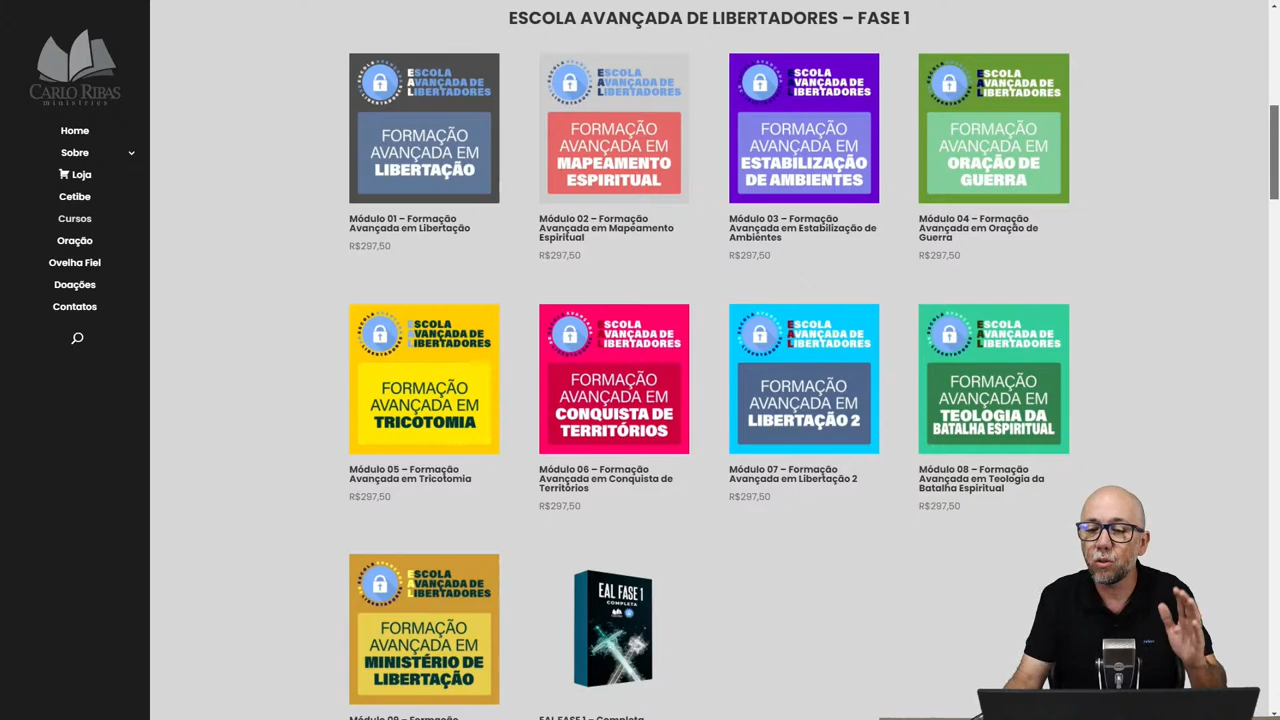 ESCOLA AVANÇADA DE LIBERTADORES – FASE 1
CARLO RIBAS
ministries
Home
Sobre
Loja
Cetibe
Cursos
Oração
Ovelha Fiel
Doações
Contatos
ESCOLA
AVANÇADA DE
LIBERTADORES
FORMAÇÃO
AVANÇADA EM
LIBERTAÇÃO
Módulo 01 – Formação
Avançada em Libertação
R$297,50
ESCOLA
AVANÇADA DE
LIBERTADORES
FORMAÇÃO
AVANÇADA EM
MAPEAMENTO
ESPIRITUAL
Módulo 02 – Formação
Avançada em Mapeamento
Espiritual
R$297,50
ESCOLA
AVANÇADA DE
LIBERTADORES
FORMAÇÃO
AVANÇADA EM
ESTABILIZAÇÃO
DE AMBIENTES
Módulo 03 – Formação
Avançada em Estabilização de
Ambientes
R$297,50
ESCOLA
AVANÇADA DE
LIBERTADORES
FORMAÇÃO
AVANÇADA EM
ORAÇÃO DE
GUERRA
Módulo 04 – Formação
Avançada em Oração de
Guerra
R$297,50
ESCOLA
AVANÇADA DE
LIBERTADORES
FORMAÇÃO
AVANÇADA EM
TRICOTOMIA
Módulo 05 – Formação
Avançada em Tricotomia
R$297,50
ESCOLA
AVANÇADA DE
LIBERTADORES
FORMAÇÃO
AVANÇADA EM
CONQUISTA DE
TERRITÓRIOS
Módulo 06 – Formação
Avançada em Conquista de
Territórios
R$297,50
ESCOLA
AVANÇADA DE
LIBERTADORES
FORMAÇÃO
AVANÇADA EM
LIBERTAÇÃO 2
Módulo 07 – Formação
Avançada em Libertação 2
R$297,50
ESCOLA
AVANÇADA DE
LIBERTADORES
FORMAÇÃO
AVANÇADA EM
TEOLOGIA DA
BATALHA ESPIRITUAL
Módulo 08 – Formação
Avançada em Teologia da
Batalha Espiritual
R$297,50
ESCOLA
AVANÇADA DE
LIBERTADORES
FORMAÇÃO
AVANÇADA EM
MINISTÉRIO DE
LIBERTAÇÃO
Módulo 09 – Formação
EAL FASE 1
COMPLETA
EAL FASE 1 – Completa